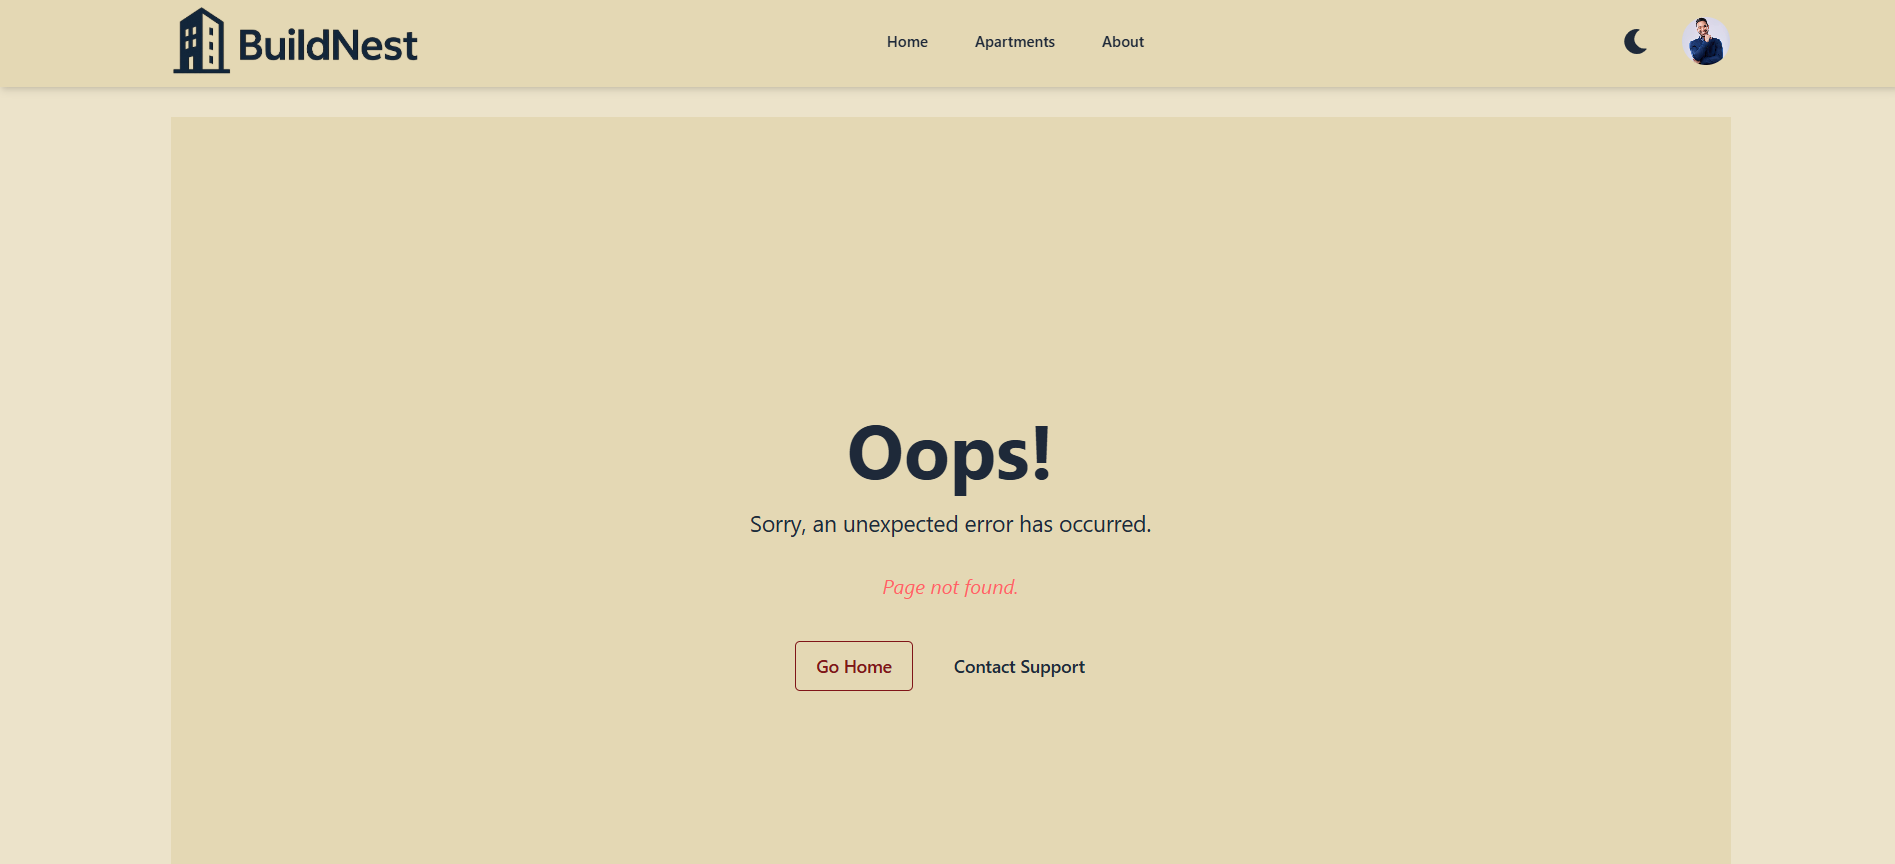 BuildNest
Home Apartments About
Oops!
Sorry, an unexpected error has occurred.
Page not found.
Go Home Contact Support